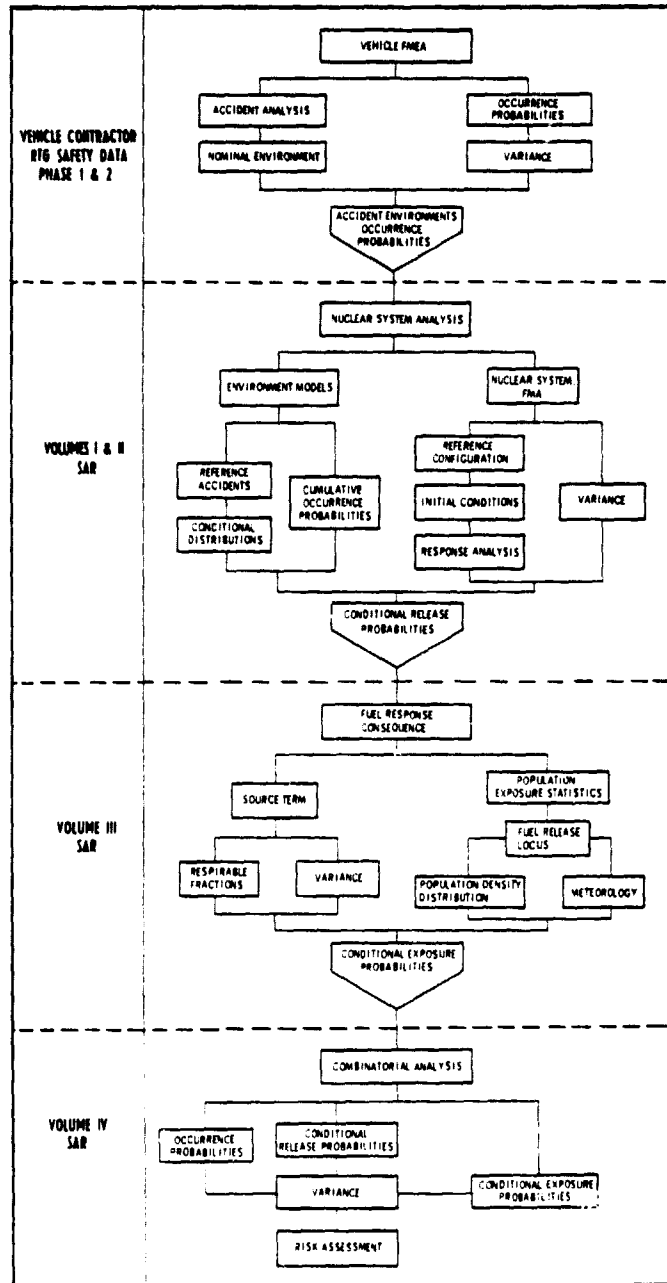 VEHICLE CONTRACTOR
RTG SAFETY DATA
PHASE 1 & 2
VEHICLE FMEA
ACCIDENT ANALYSIS
OCCURRENCE
PROBABILITIES
NOMINAL ENVIRONMENT
VARIANCE
ACCIDENT ENVIRONMENTS
OCCURRENCE
PROBABILITIES
VOLUMES I & II
SAR
NUCLEAR SYSTEM ANALYSIS
ENVIRONMENT MODELS
NUCLEAR SYSTEM
FMA
REFERENCE
ACCIDENTS
CUMULATIVE
OCCURRENCE
PROBABILITIES
REFERENCE
CONFIGURATION
CONDITIONAL
DISTRIBUTIONS
INITIAL CONDITIONS
VARIANCE
RESPONSE ANALYSIS
CONDITIONAL RELEASE
PROBABILITIES
VOLUME III
SAR
FUEL RESPONSE
CONSEQUENCE
SOURCE TERM
POPULATION
EXPOSURE STATISTICS
FUEL RELEASE
LOCUS
RESPIRABLE
FRACTIONS
VARIANCE
POPULATION DENSITY
DISTRIBUTION
METEOROLOGY
CONDITIONAL EXPOSURE
PROBABILITIES
VOLUME IV
SAR
COMBINATORIAL ANALYSIS
OCCURRENCE
PROBABILITIES
CONDITIONAL
RELEASE PROBABILITIES
VARIANCE
CONDITIONAL EXPOSURE
PROBABILITIES
RISK ASSESSMENT